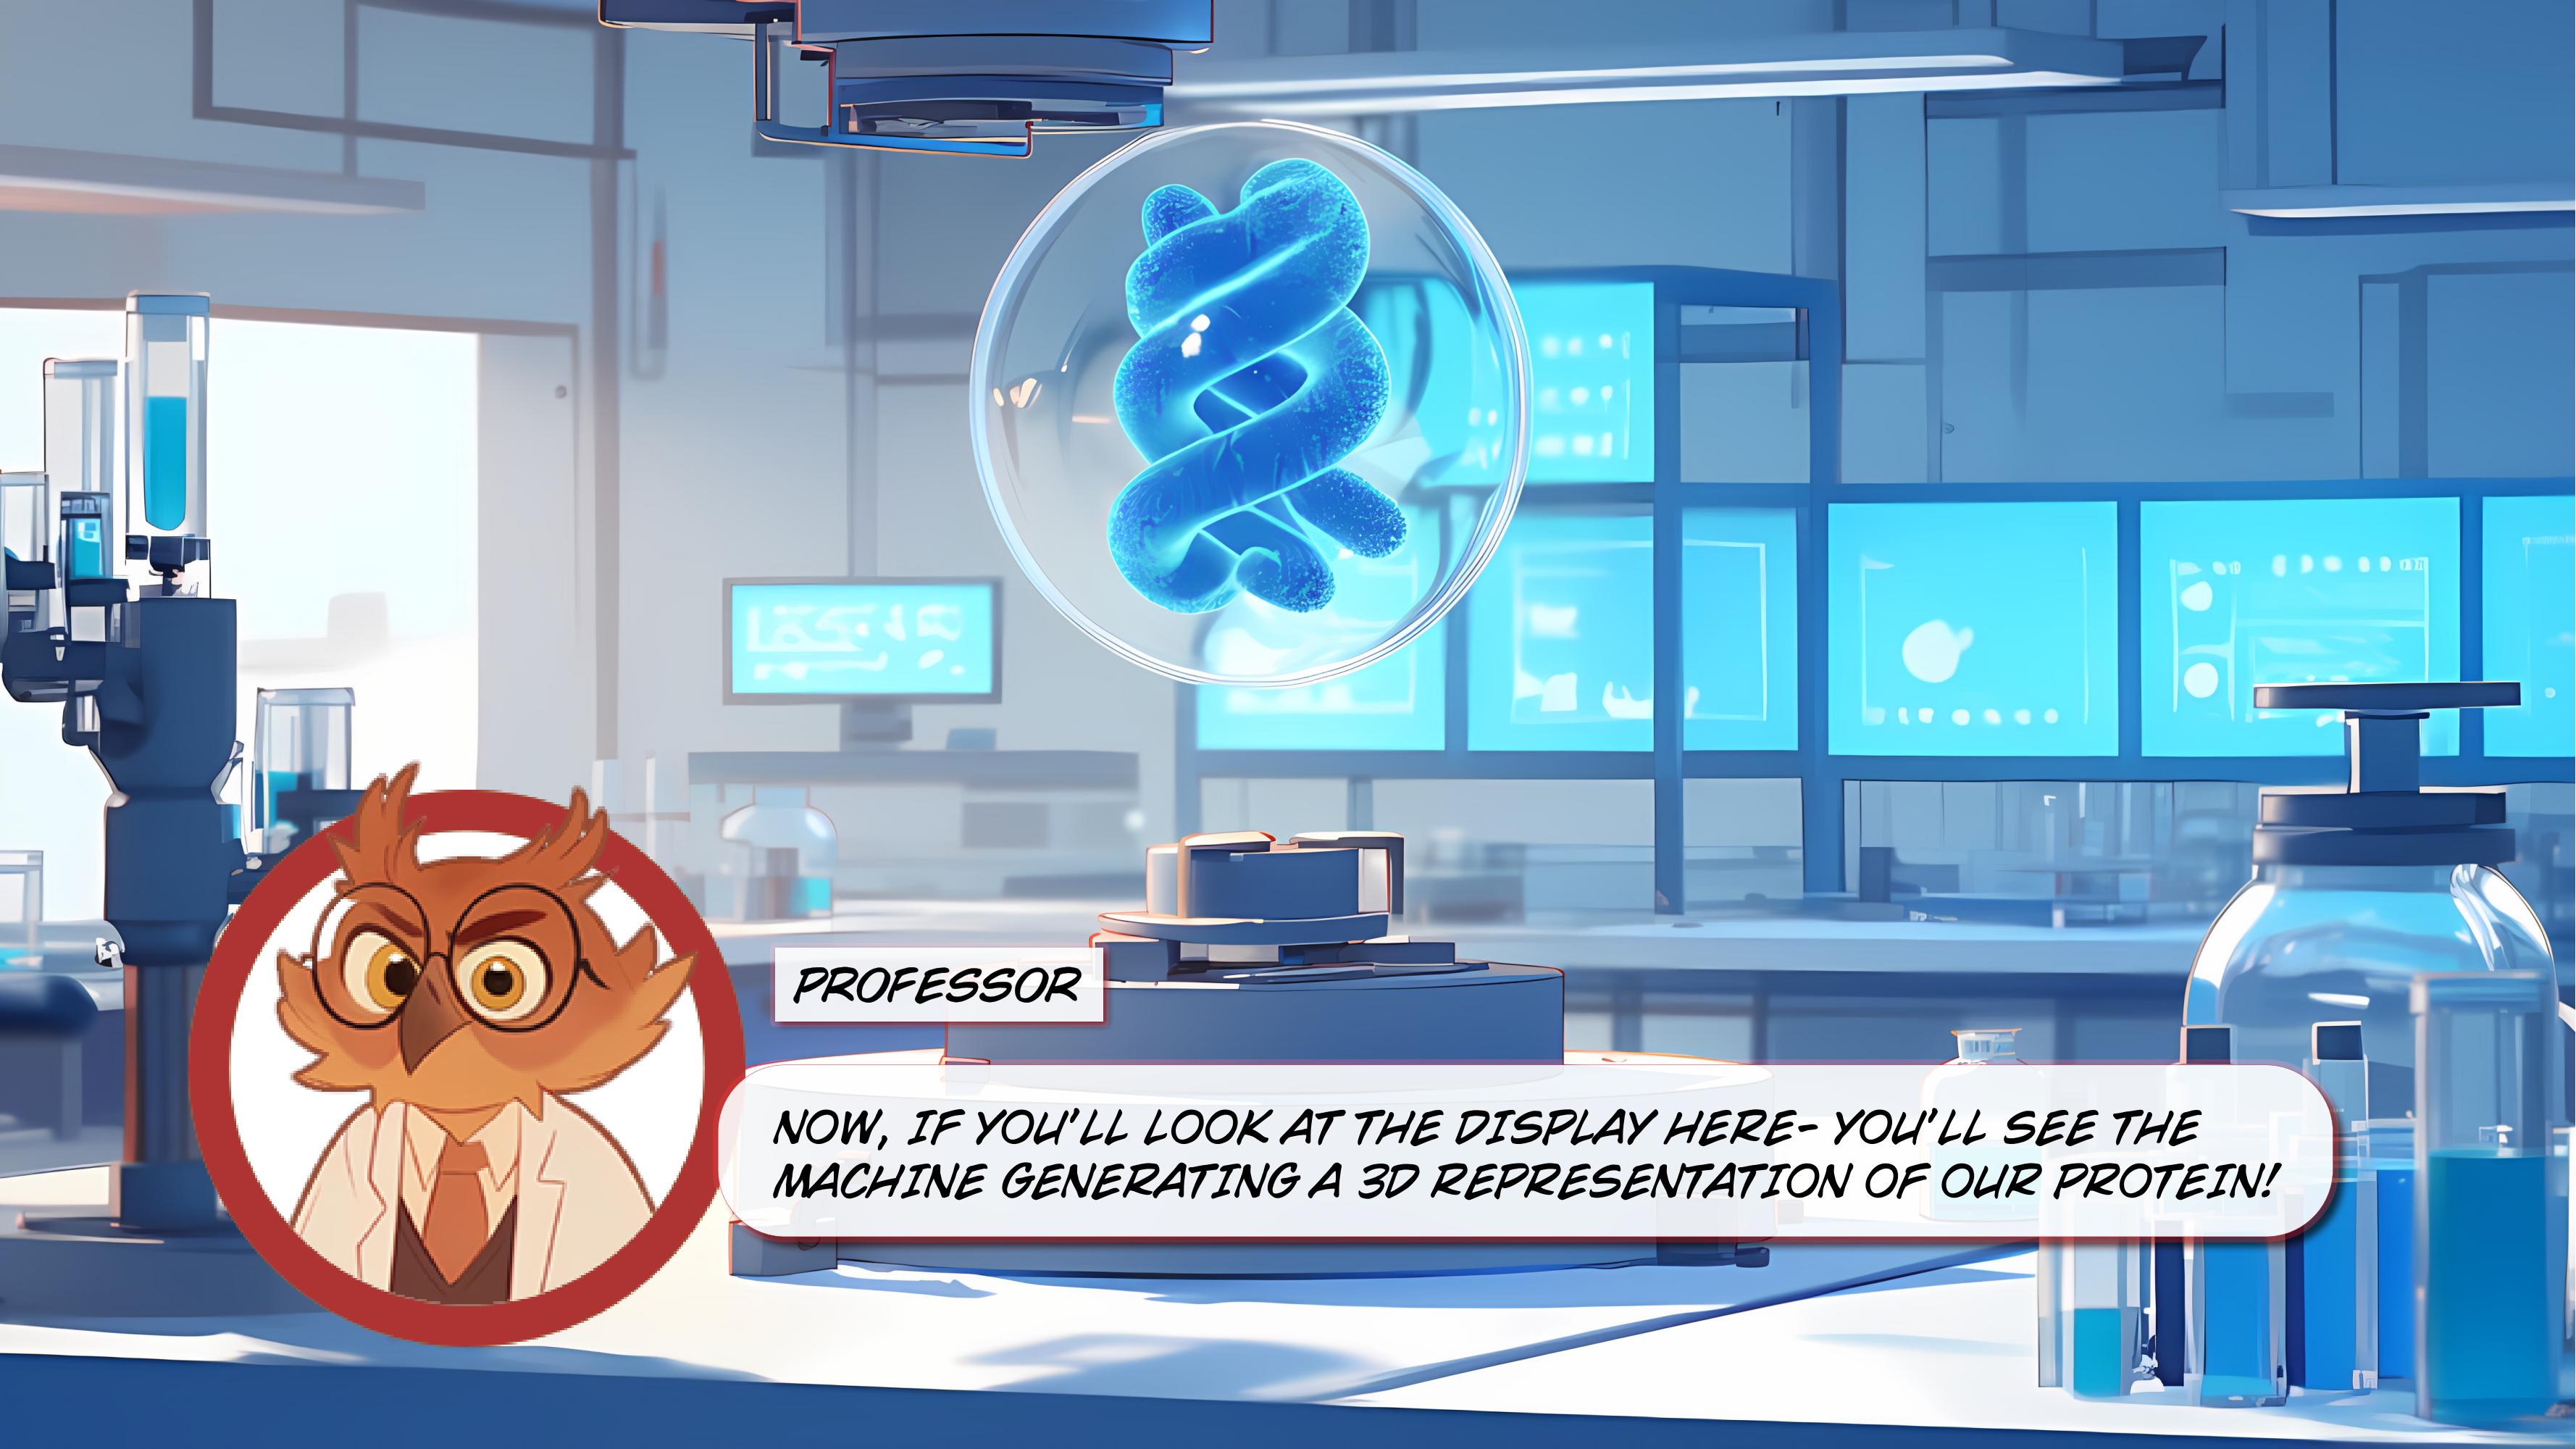 PROFESSOR
NOW, IF YOU'LL LOOK AT THE DISPLAY HERE- YOU'LL SEE THE
MACHINE GENERATING A 3D REPRESENTATION OF OUR PROTEIN!